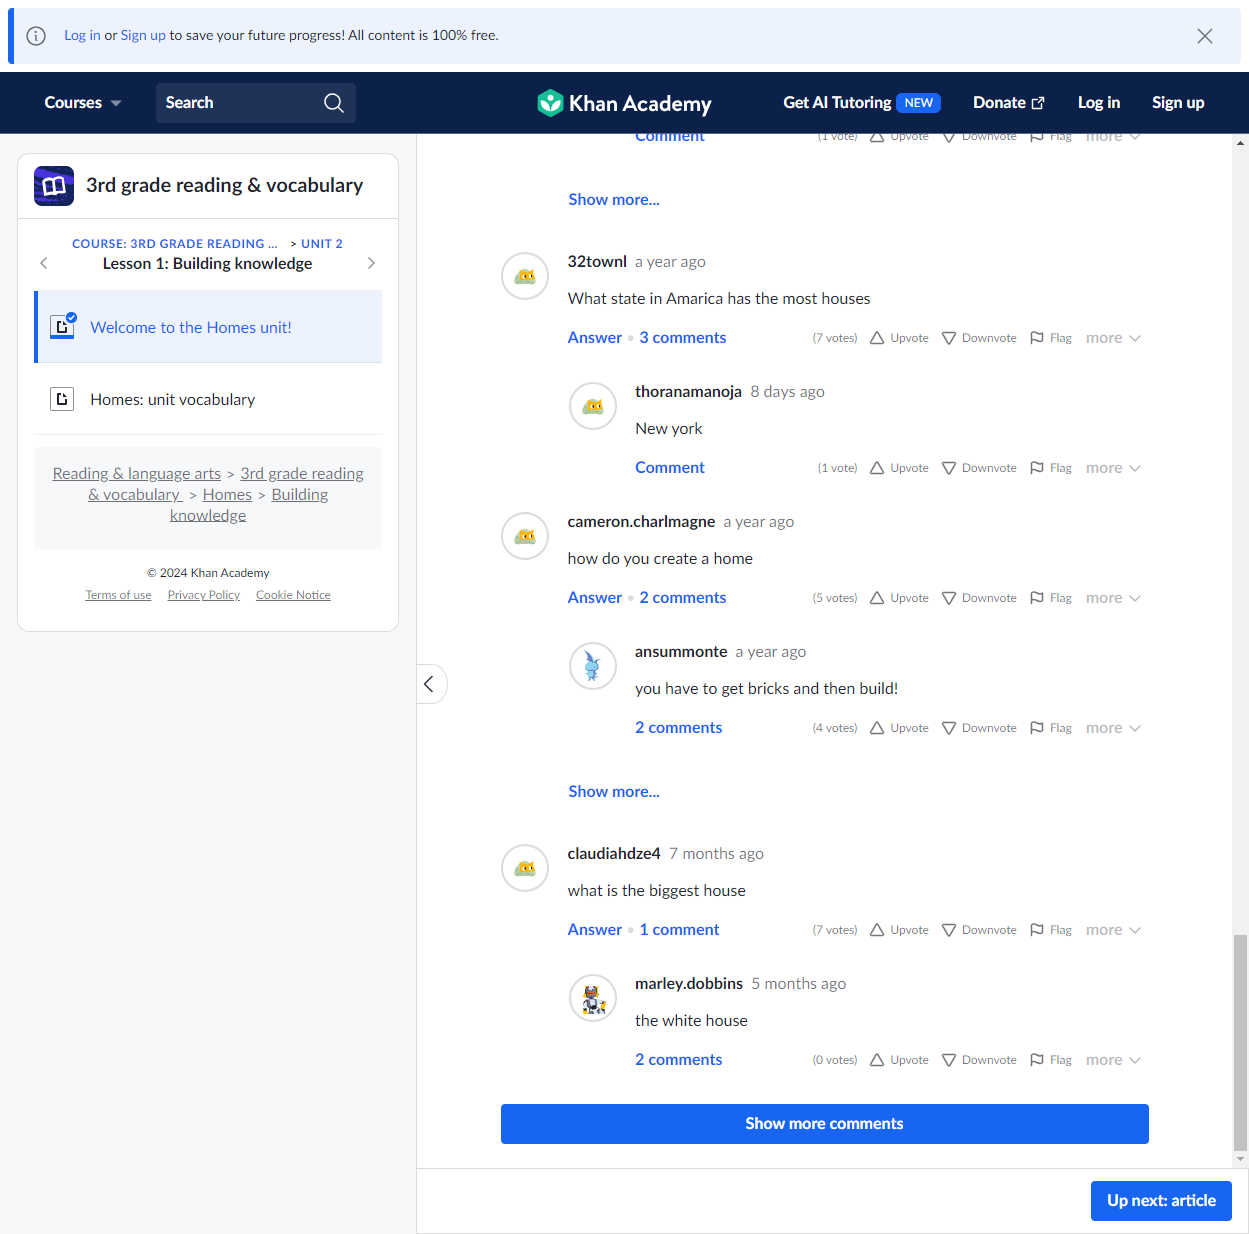 Log in or Sign up to save your future progress! All content is 100% free.
Courses Search Khan Academy Get AI Tutoring NEW Donate Log in Sign up
3rd grade reading & vocabulary
COURSE: 3RD GRADE READING ... > UNIT 2
Lesson 1: Building knowledge
Welcome to the Homes unit!
Homes: unit vocabulary
Reading & language arts > 3rd grade reading
& vocabulary > Homes > Building
knowledge
© 2024 Khan Academy
Terms of use Privacy Policy Cookie Notice
Comment (1 vote) Upvote Downvote Flag more
Show more...
32townl a year ago
What state in Amarica has the most houses
Answer • 3 comments (7 votes) Upvote Downvote Flag more
thoranamanoja 8 days ago
New york
Comment (1 vote) Upvote Downvote Flag more
cameron.charlmagne a year ago
how do you create a home
Answer • 2 comments (5 votes) Upvote Downvote Flag more
ansummonte a year ago
you have to get bricks and then build!
2 comments (4 votes) Upvote Downvote Flag more
Show more...
claudiahdze4 7 months ago
what is the biggest house
Answer • 1 comment (7 votes) Upvote Downvote Flag more
marley.dobbins 5 months ago
the white house
2 comments (0 votes) Upvote Downvote Flag more
Show more comments
Up next: article